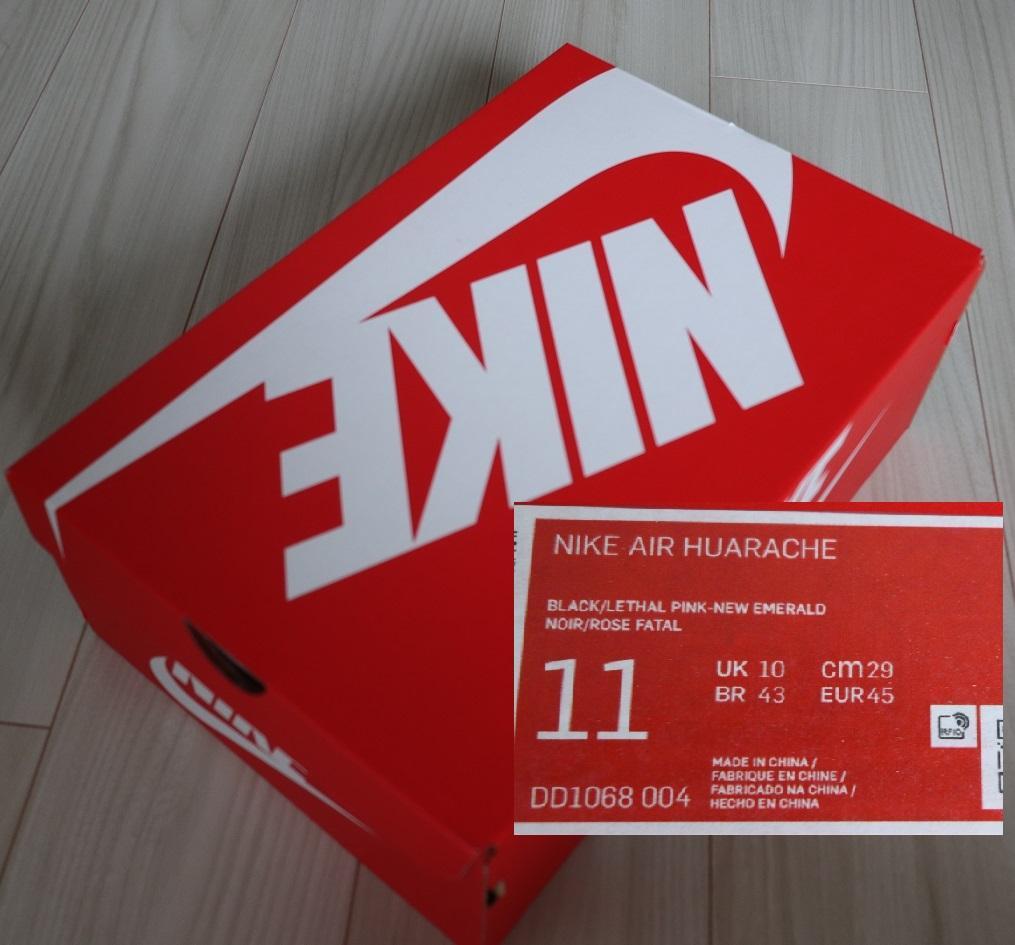 NIKE
NIKE
NIKE AIR HUARACHE
BLACK/LETHAL PINK-NEW EMERALD
NOIR/ROSE FATAL
11
UK 10 cm 29
BR 43 EUR 45
RFID
MADE IN CHINA /
FABRIQUE EN CHINE /
FABRICADO NA CHINA /
HECHO EN CHINA
DD1068 004